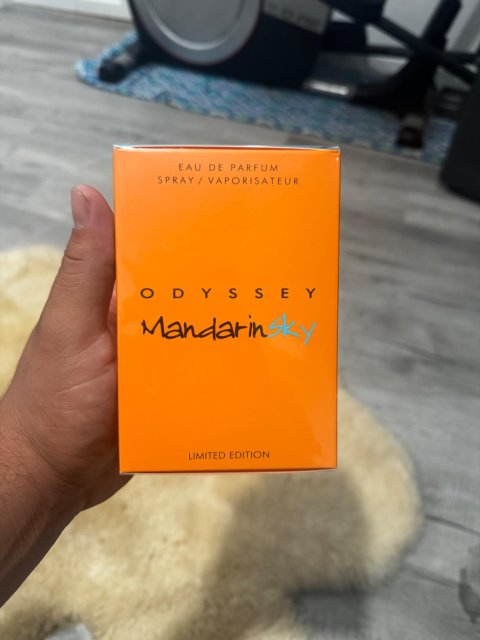 EAU DE PARFUM
SPRAY / VAPORISATEUR
ODYSSEY
MandarinSky
LIMITED EDITION